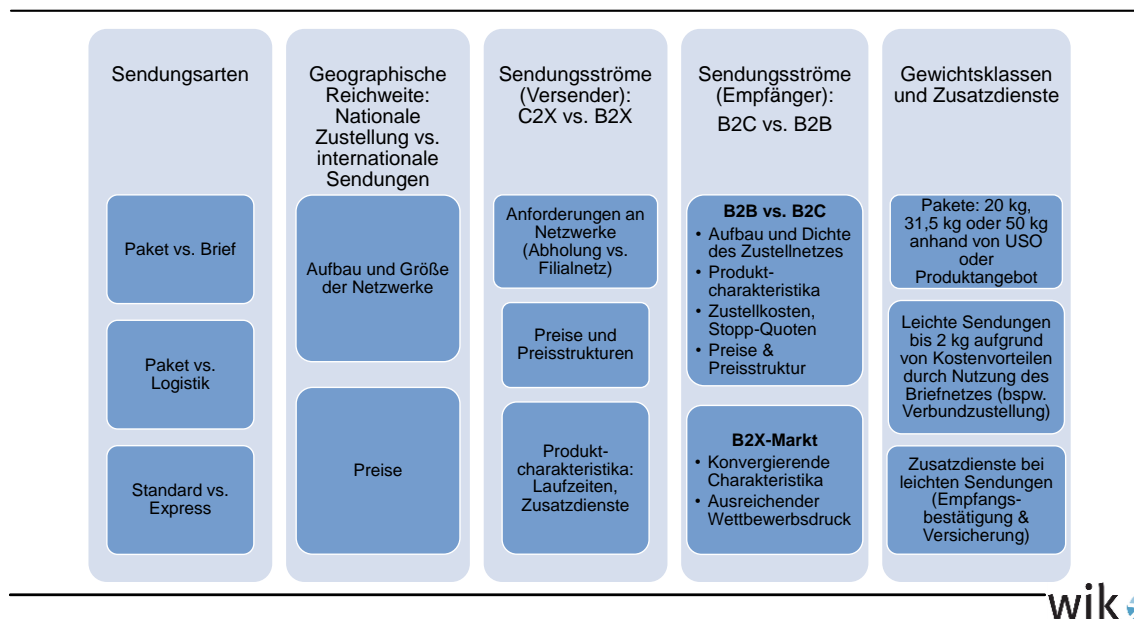 Sendungsarten
Paket vs. Brief
Paket vs.
Logistik
Standard vs.
Express
Geographische
Reichweite:
Nationale
Zustellung vs.
internationale
Sendungen
Aufbau und Größe
der Netzwerke
Preise
Sendungsströme
(Versender):
C2X vs. B2X
Anforderungen an
Netzwerke
(Abholung vs.
Filialnetz)
Preise und
Preisstrukturen
Produkt-
charakteristika:
Laufzeiten,
Zusatzdienste
Sendungsströme
(Empfänger):
B2C vs. B2B
B2B vs. B2C
• Aufbau und Dichte
des Zustellnetzes
• Produkt-
charakteristika
• Zustellkosten,
Stopp-Quoten
• Preise &
Preisstruktur
B2X-Markt
• Konvergierende
Charakteristika
• Ausreichender
Wettbewerbsdruck
Gewichtsklassen
und Zusatzdienste
Pakete: 20 kg,
31,5 kg oder 50 kg
anhand von USO
oder
Produktangebot
Leichte Sendungen
bis 2 kg aufgrund
von Kostenvorteilen
durch Nutzung des
Briefnetzes (bspw.
Verbundzustellung)
Zusatzdienste bei
leichten Sendungen
(Empfangs-
bestätigung &
Versicherung)
wik